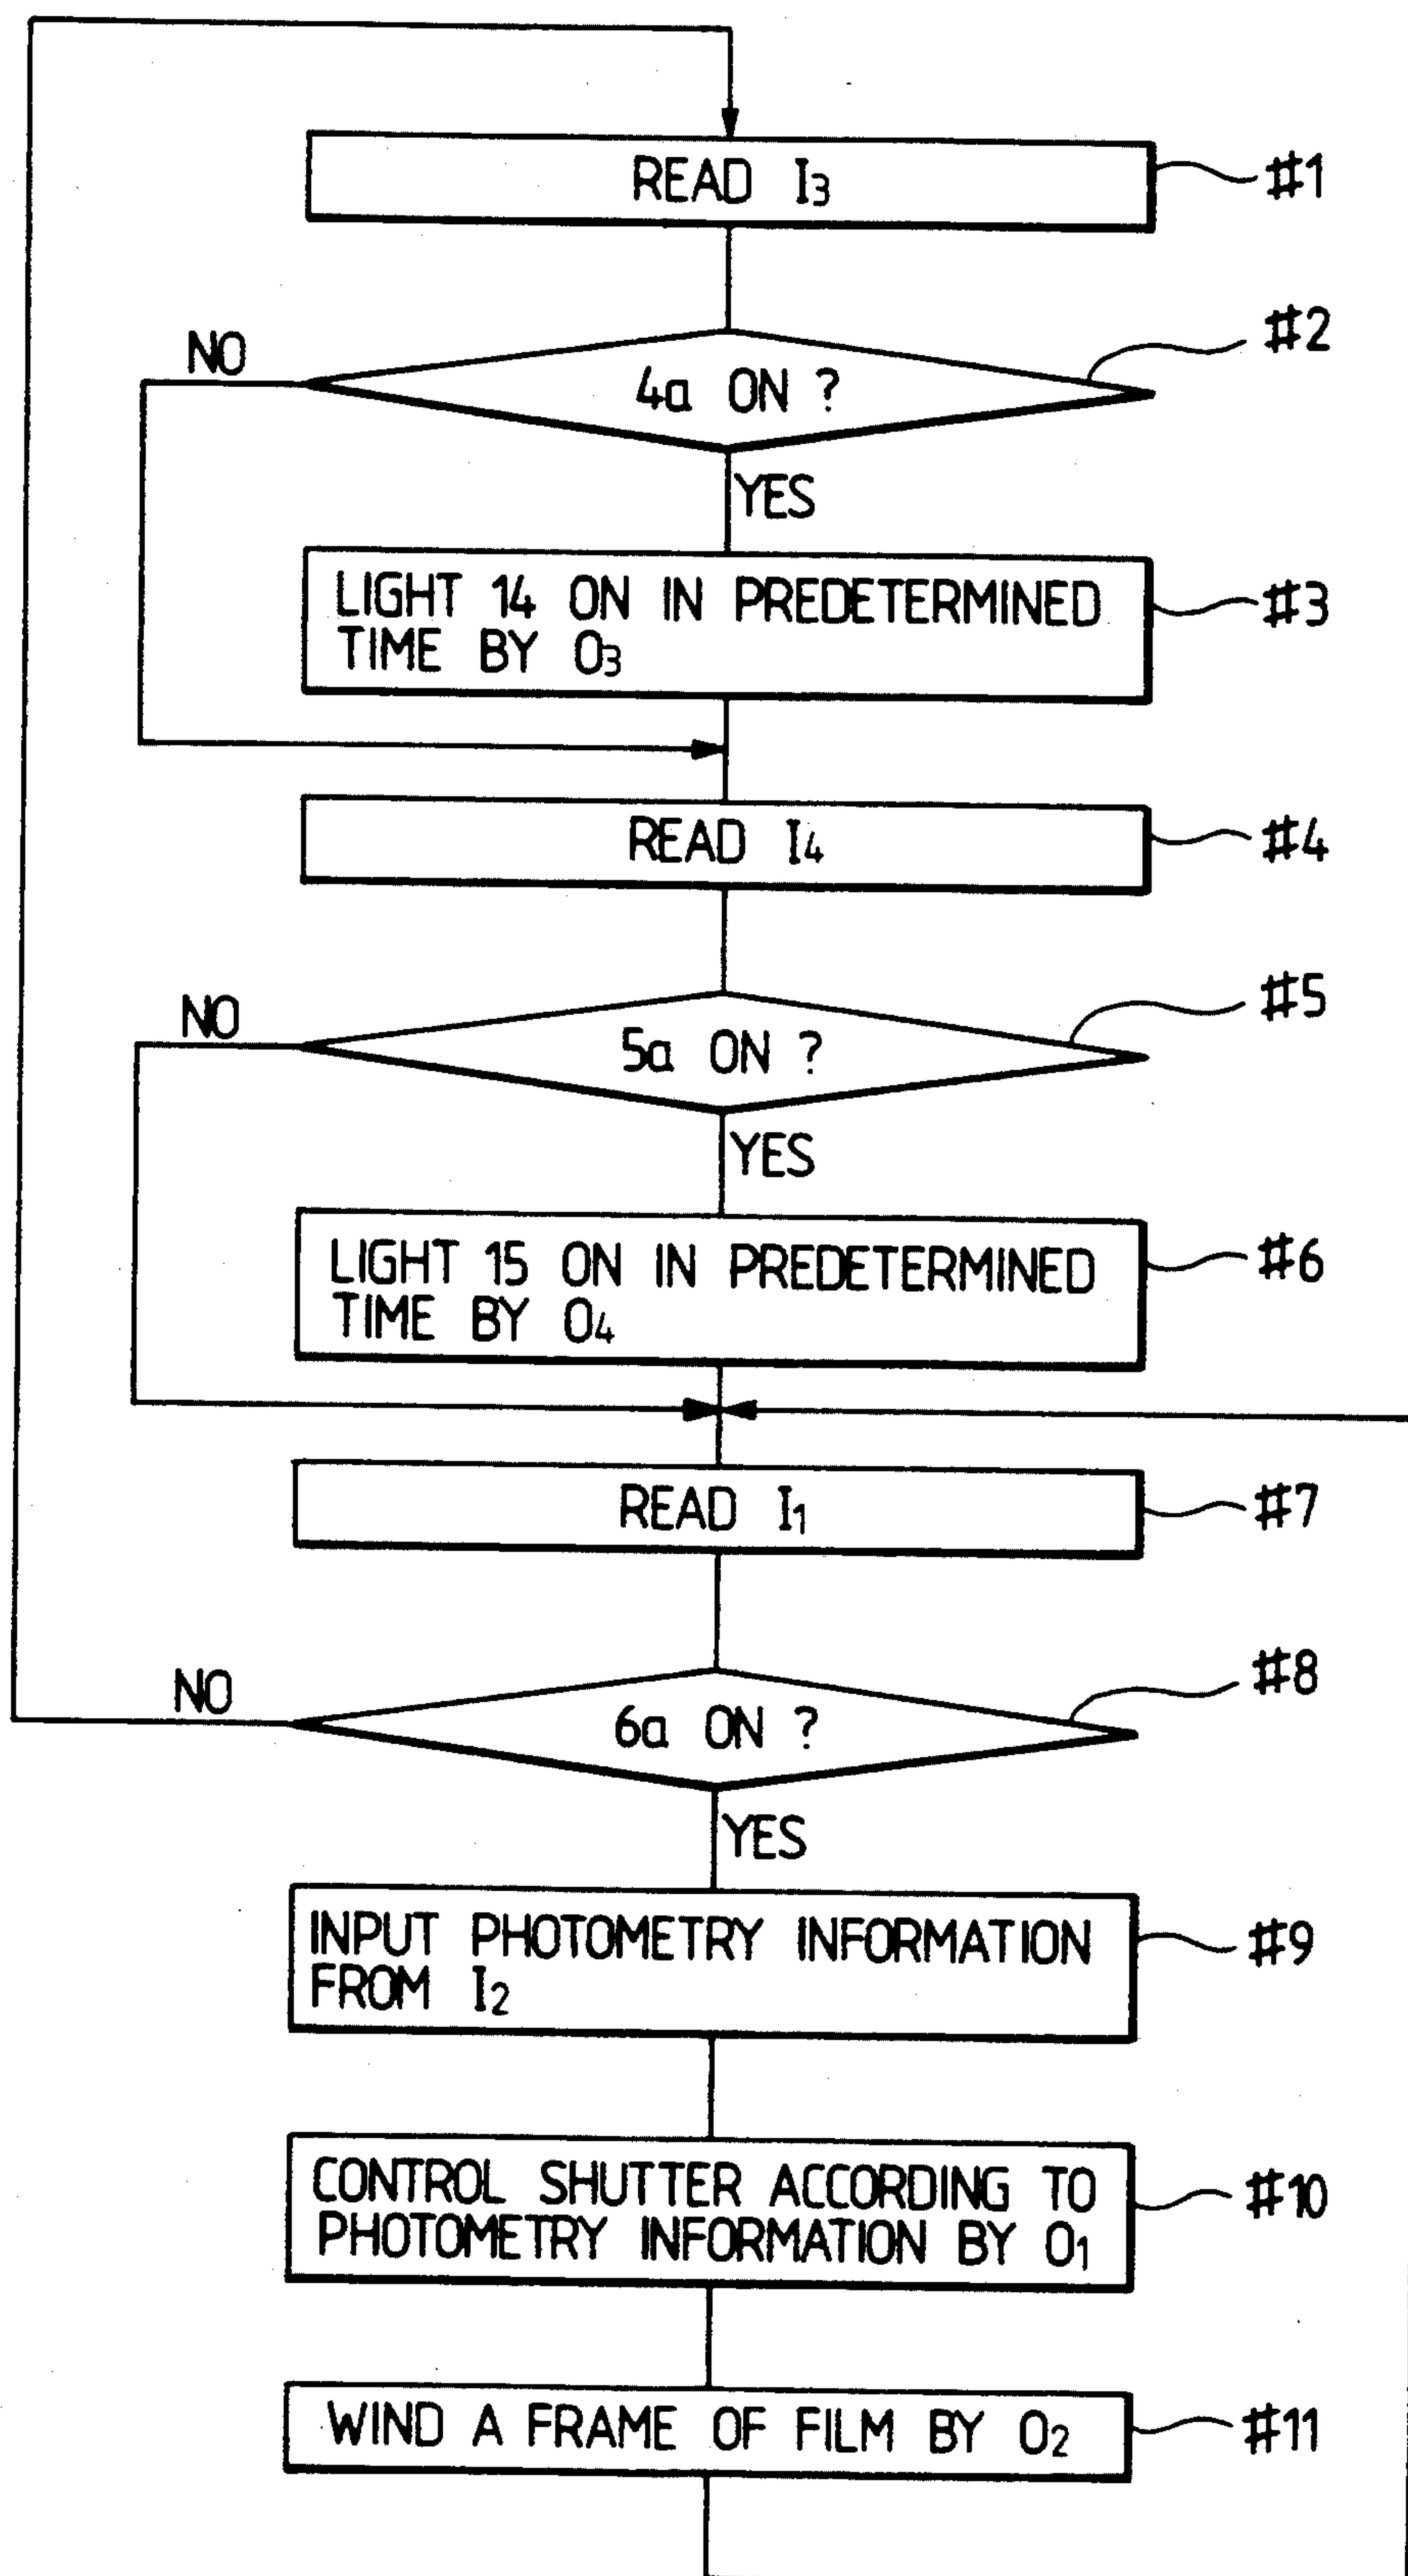 READ I3
#1
#2
NO
4a ON ?
YES
LIGHT 14 ON IN PREDETERMINED
TIME BY O3
#3
READ I4
#4
#5
NO
5a ON ?
YES
LIGHT 15 ON IN PREDETERMINED
TIME BY O4
#6
READ I1
#7
#8
NO
6a ON ?
YES
INPUT PHOTOMETRY INFORMATION
FROM I2
#9
CONTROL SHUTTER ACCORDING TO
PHOTOMETRY INFORMATION BY O1
#10
WIND A FRAME OF FILM BY O2
#11